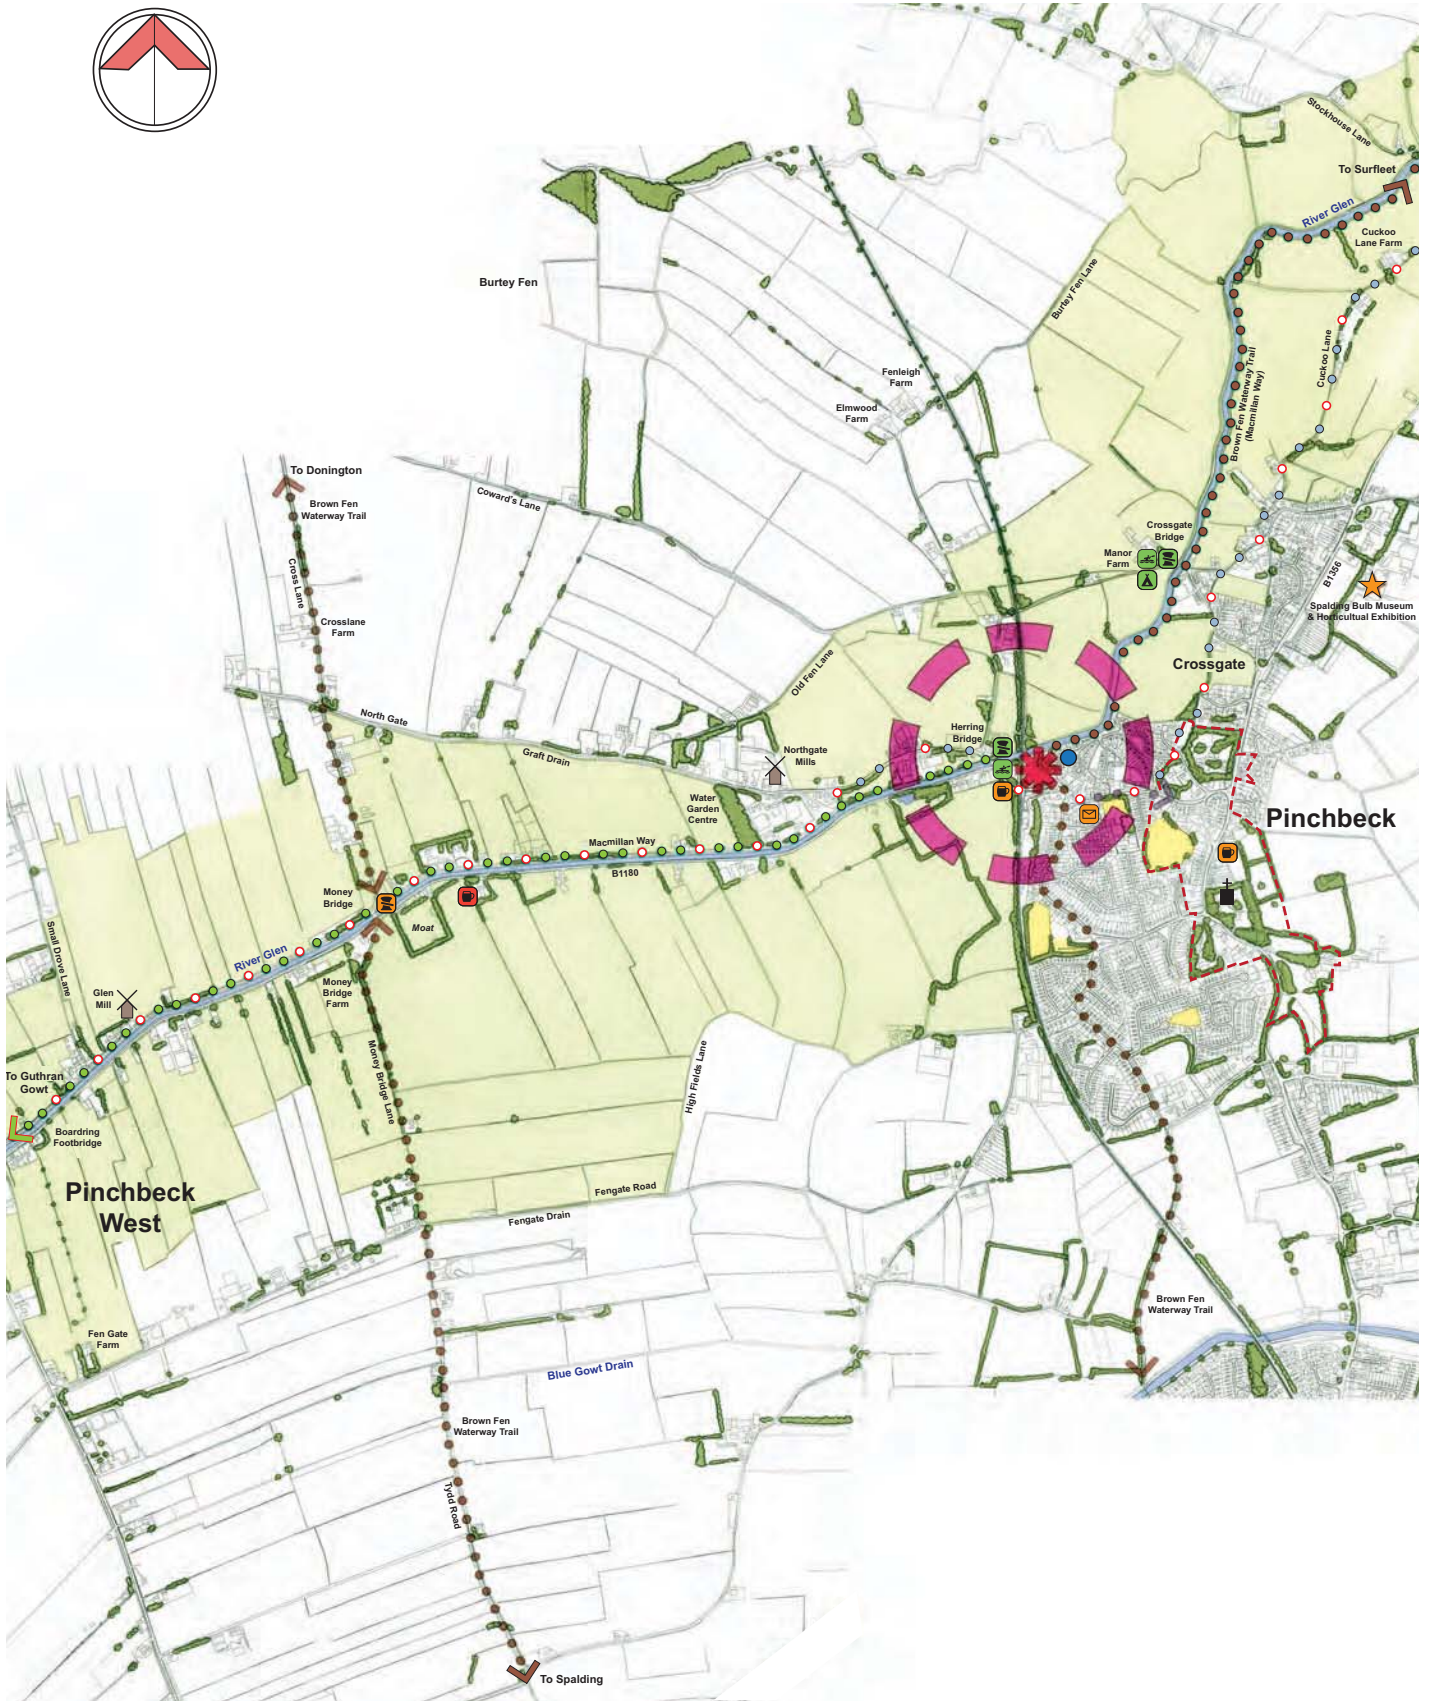 Stockhouse Lane
To Surfleet
River Glen
Cuckoo
Lane Farm
Burtey Fen
Burtey Fen Lane
Cuckoo Lane
Brown Fen Waterway Trail
(Macmillan Way)
Fenleigh
Farm
Elmwood
Farm
To Donington
Brown Fen
Waterway Trail
Coward's Lane
Cross Lane
Crossgate
Bridge
Manor
Farm
B1356
Spalding Bulb Museum
& Horticultual Exhibition
Crosslane
Farm
Crossgate
Old Fen Lane
North Gate
Graft Drain
Herring
Bridge
Northgate
Mills
Water
Garden
Centre
Pinchbeck
Macmillan Way
B1180
Money
Bridge
Moat
Small Drove Lane
River Glen
Glen
Mill
Money
Bridge
Farm
Money Bridge Lane
High Fields Lane
To Guthran
Gowt
Boardring
Footbridge
Pinchbeck
West
Fengate Road
Fengate Drain
Brown Fen
Waterway Trail
Fen Gate
Farm
Blue Gowt Drain
Brown Fen
Waterway Trail
Tydd Road
To Spalding